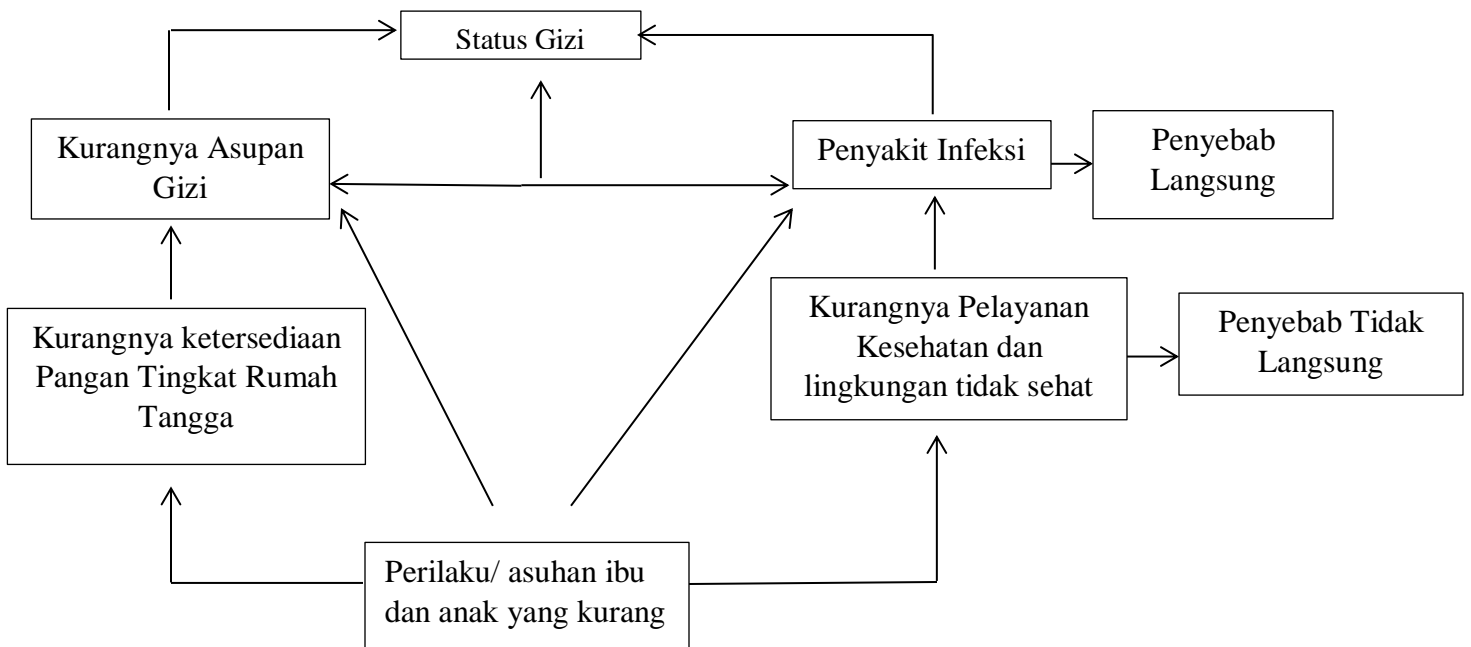 Status Gizi
Kurangnya Asupan
Gizi
Penyakit Infeksi
Penyebab
Langsung
Kurangnya ketersediaan
Pangan Tingkat Rumah
Tangga
Kurangnya Pelayanan
Kesehatan dan
lingkungan tidak sehat
Penyebab Tidak
Langsung
Perilaku/ asuhan ibu
dan anak yang kurang